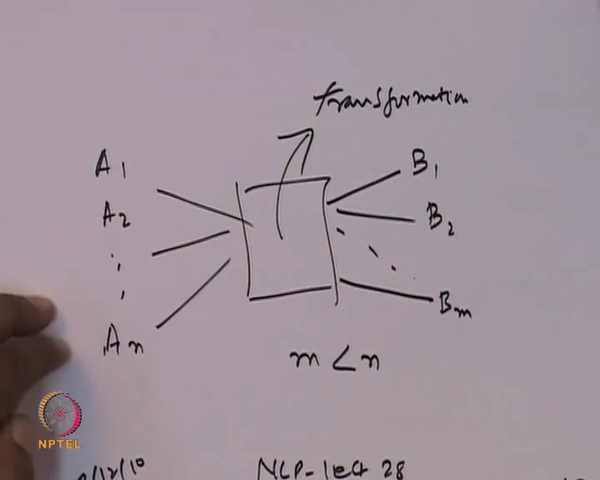 Transformation
A1
B1
A2
B2
An
Bm
m < n
NPTEL
NLP-lect 28